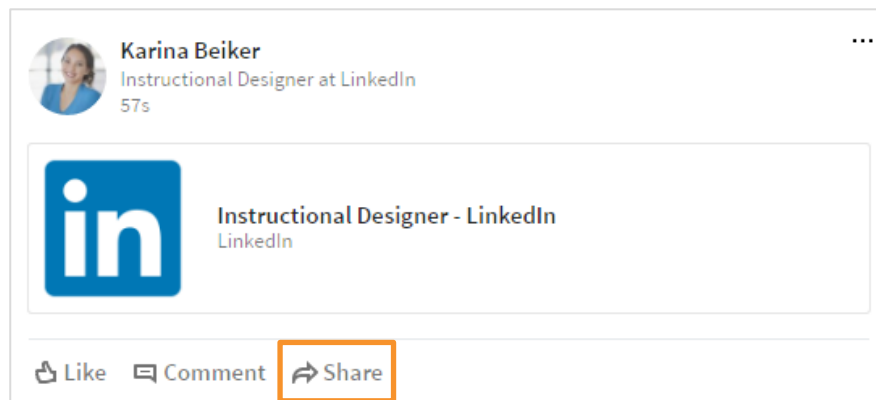 Karina Beiker
...
Instructional Designer at LinkedIn
57s
in
Instructional Designer - LinkedIn
LinkedIn
Like Comment Share